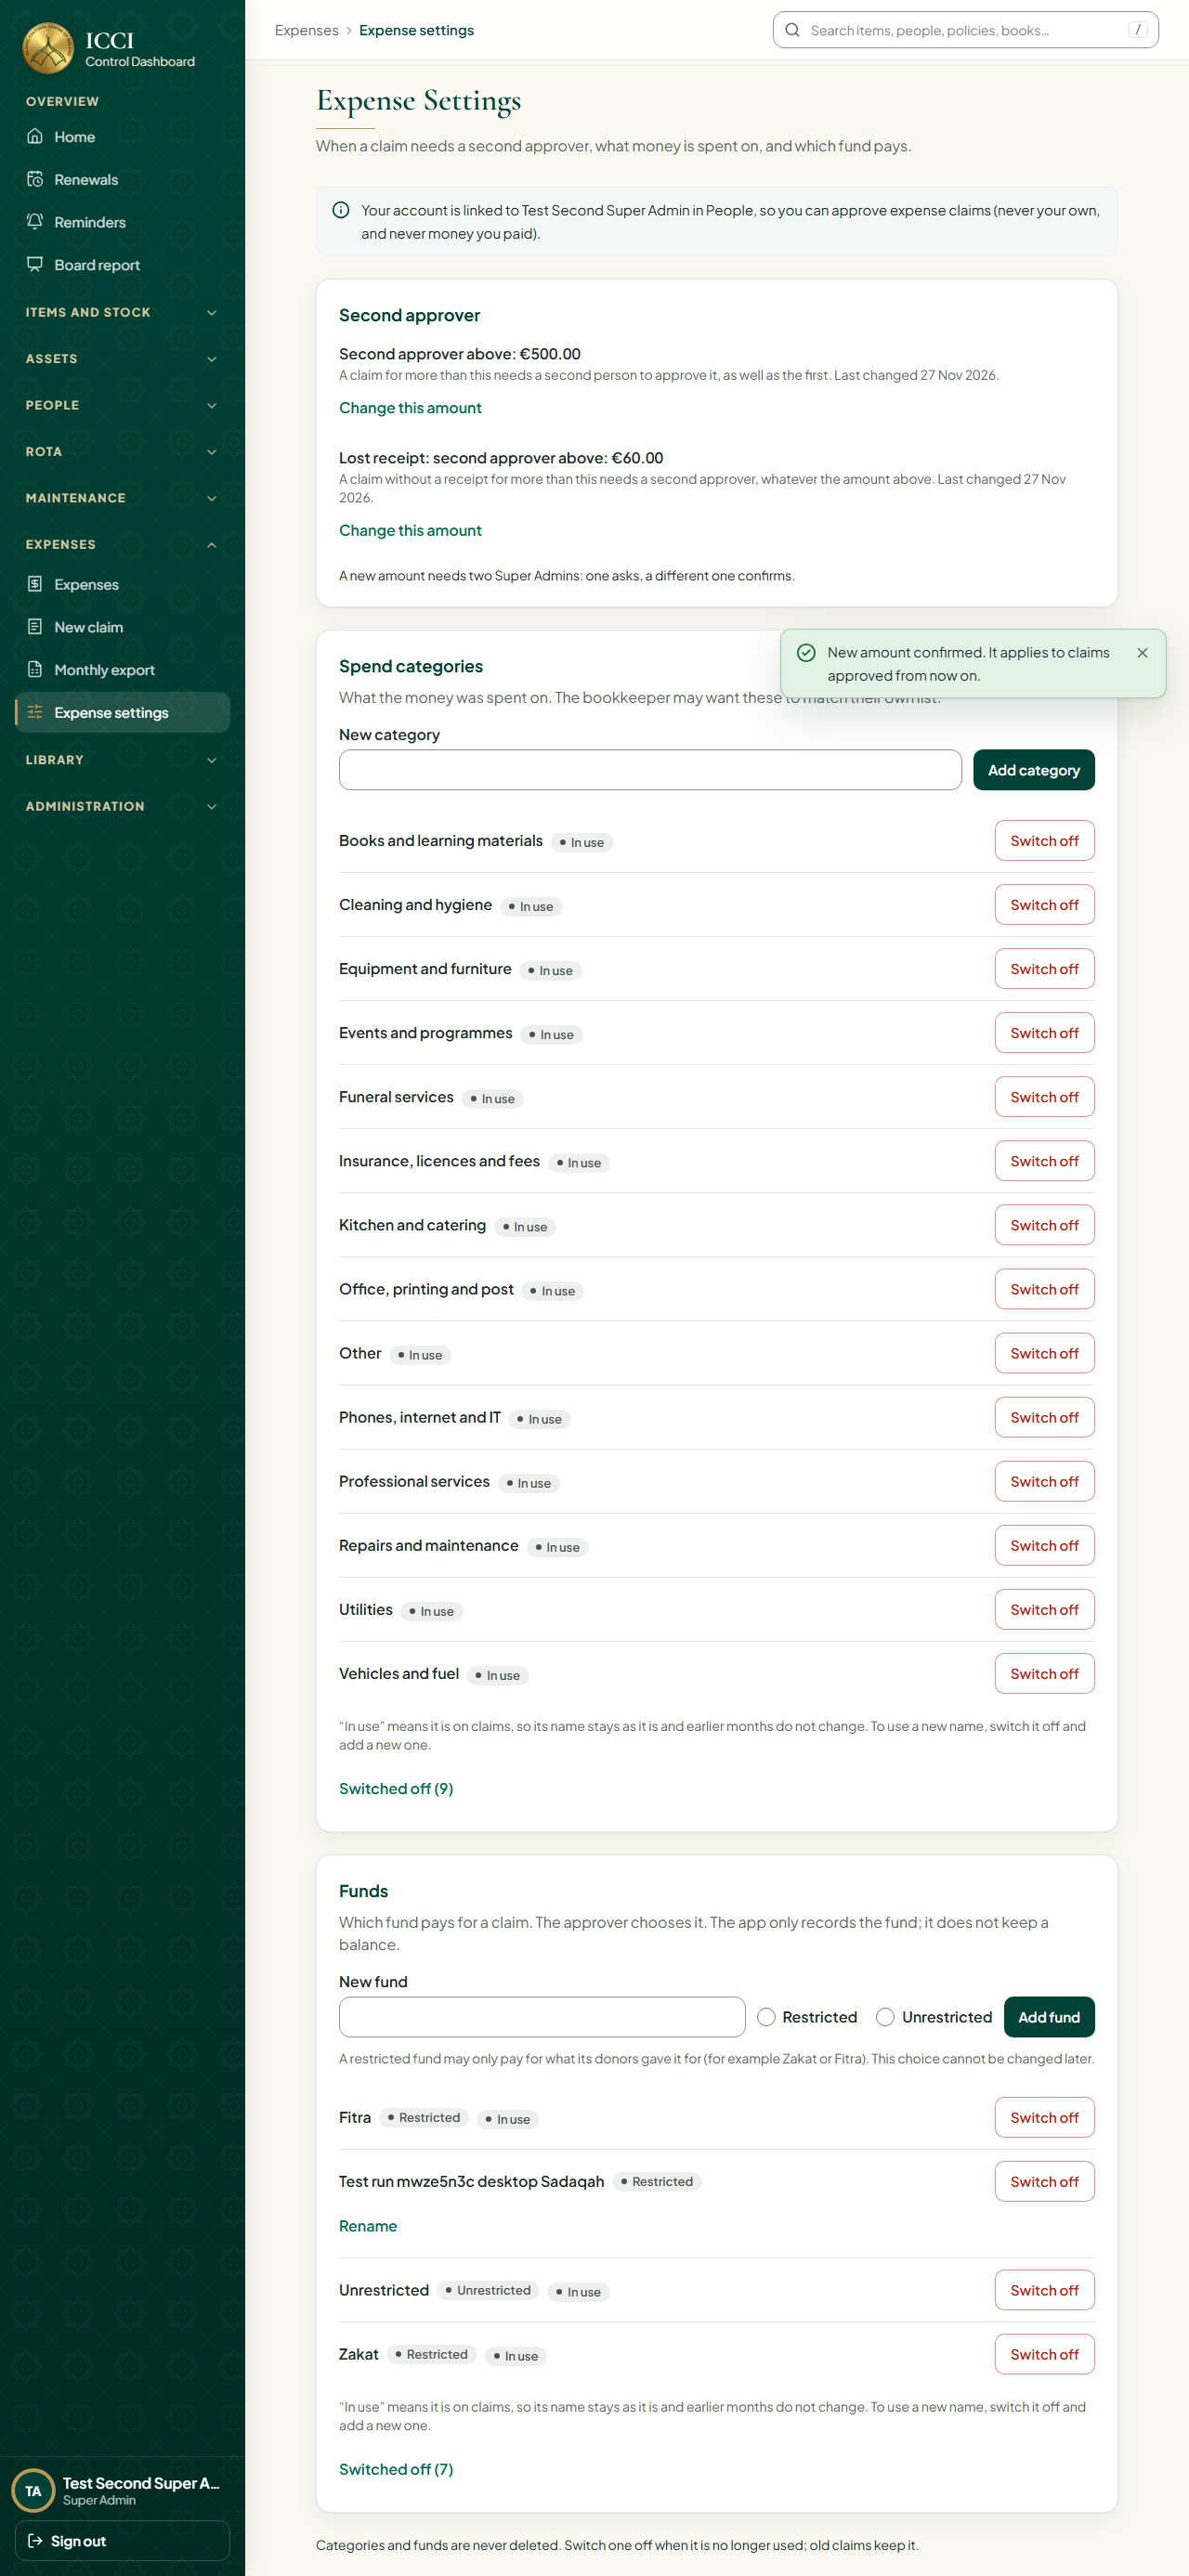 ICCI
Control Dashboard
OVERVIEW
Home
Renewals
Reminders
Board report
ITEMS AND STOCK
ASSETS
PEOPLE
ROTA
MAINTENANCE
EXPENSES
Expenses
New claim
Monthly export
Expense settings
LIBRARY
ADMINISTRATION
TA
Test Second Super A...
Super Admin
Sign out
Expenses > Expense settings
Search items, people, policies, books...
/
Expense Settings
When a claim needs a second approver, what money is spent on, and which fund pays.
Your account is linked to Test Second Super Admin in People, so you can approve expense claims (never your own,
and never money you paid).
Second approver
Second approver above: €500.00
A claim for more than this needs a second person to approve it, as well as the first. Last changed 27 Nov 2026.
Change this amount
Lost receipt: second approver above: €60.00
A claim without a receipt for more than this needs a second approver, whatever the amount above. Last changed 27 Nov
2026.
Change this amount
A new amount needs two Super Admins: one asks, a different one confirms.
New amount confirmed. It applies to claims
approved from now on.
Spend categories
What the money was spent on. The bookkeeper may want these to match their own list.
New category
Add category
Books and learning materials In use Switch off
Cleaning and hygiene In use Switch off
Equipment and furniture In use Switch off
Events and programmes In use Switch off
Funeral services In use Switch off
Insurance, licences and fees In use Switch off
Kitchen and catering In use Switch off
Office, printing and post In use Switch off
Other In use Switch off
Phones, internet and IT In use Switch off
Professional services In use Switch off
Repairs and maintenance In use Switch off
Utilities In use Switch off
Vehicles and fuel In use Switch off
“In use” means it is on claims, so its name stays as it is and earlier months do not change. To use a new name, switch it off and
add a new one.
Switched off (9)
Funds
Which fund pays for a claim. The approver chooses it. The app only records the fund; it does not keep a
balance.
New fund
Restricted Unrestricted Add fund
A restricted fund may only pay for what its donors gave it for (for example Zakat or Fitra). This choice cannot be changed later.
Fitra Restricted In use Switch off
Test run mwze5n3c desktop Sadaqah Restricted Switch off
Rename
Unrestricted Unrestricted In use Switch off
Zakat Restricted In use Switch off
“In use” means it is on claims, so its name stays as it is and earlier months do not change. To use a new name, switch it off and
add a new one.
Switched off (7)
Categories and funds are never deleted. Switch one off when it is no longer used; old claims keep it.